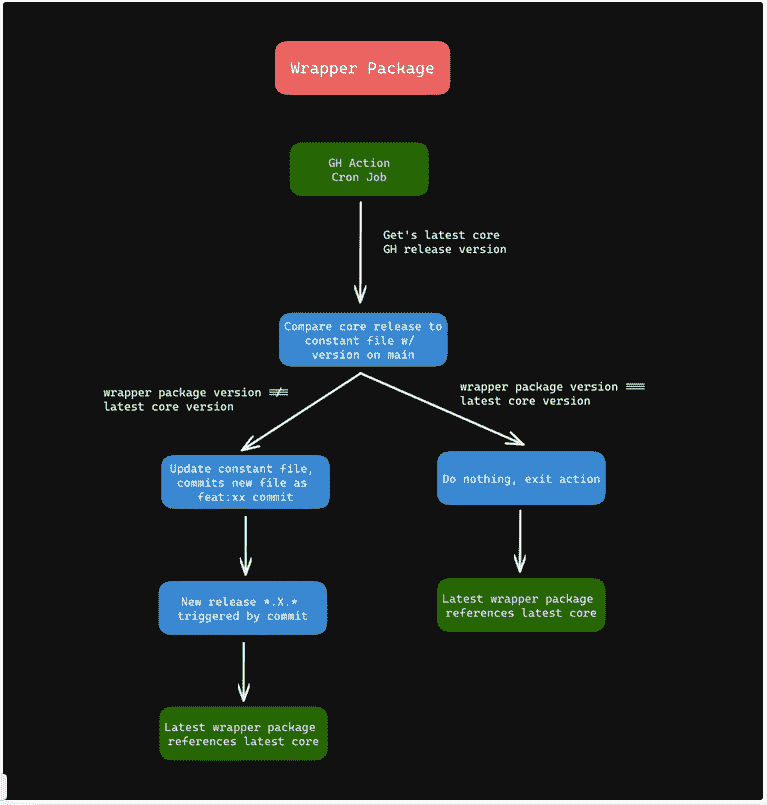 Wrapper Package
GH Action
Cron Job
Get's latest core
GH release version
Compare core release to
constant file w/
version on main
wrapper package version !==
latest core version
wrapper package version ===
latest core version
Update constant file,
commits new file as
feat:xx commit
Do nothing, exit action
New release *.X.*
triggered by commit
Latest wrapper package
references latest core
Latest wrapper package
references latest core